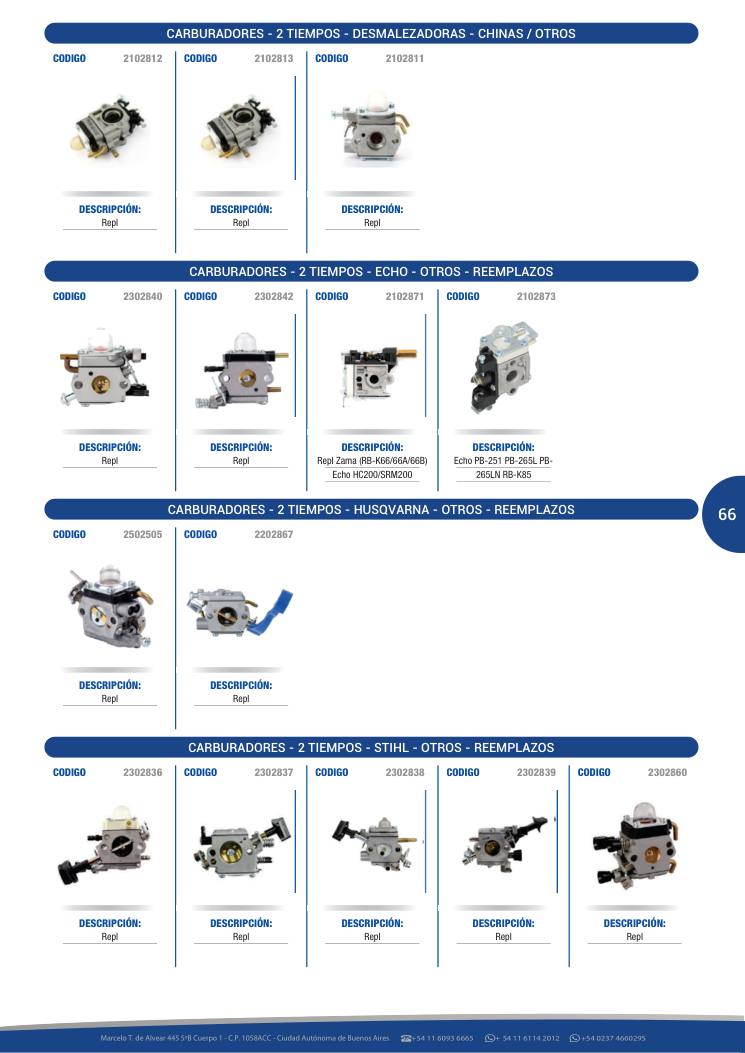 CARBURADORES - 2 TIEMPOS - DESMALEZADORAS - CHINAS / OTROS
CODIGO 2102812
CODIGO 2102813
CODIGO 2102811
DESCRIPCIÓN:
Repl
DESCRIPCIÓN:
Repl
DESCRIPCIÓN:
Repl
CARBURADORES - 2 TIEMPOS - ECHO - OTROS - REEMPLAZOS
CODIGO 2302840
CODIGO 2302842
CODIGO 2102871
CODIGO 2102873
DESCRIPCIÓN:
Repl
DESCRIPCIÓN:
Repl
DESCRIPCIÓN:
Repl Zama (RB-K66/66A/66B)
Echo HC200/SRM200
DESCRIPCIÓN:
Echo PB-251 PB-265L PB-
265LN RB-K85
CARBURADORES - 2 TIEMPOS - HUSQVARNA - OTROS - REEMPLAZOS
66
CODIGO 2502505
CODIGO 2202867
DESCRIPCIÓN:
Repl
DESCRIPCIÓN:
Repl
CARBURADORES - 2 TIEMPOS - STIHL - OTROS - REEMPLAZOS
CODIGO 2302836
CODIGO 2302837
CODIGO 2302838
CODIGO 2302839
CODIGO 2302860
DESCRIPCIÓN:
Repl
DESCRIPCIÓN:
Repl
DESCRIPCIÓN:
Repl
DESCRIPCIÓN:
Repl
DESCRIPCIÓN:
Repl
Marcelo T. de Alvear 445 5ºB Cuerpo 1 - C.P. 1058ACC - Ciudad Autónoma de Buenos Aires. +54 11 6093 6665 + 54 11 6114 2012 +54 0237 4660295